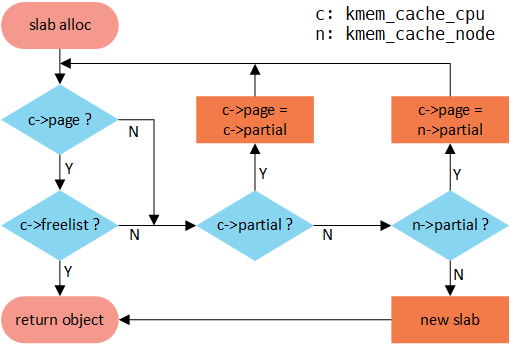 slab alloc
c: kmem_cache_cpu
n: kmem_cache_node
c->page ?
N
Y
c->page =
c->partial
c->page =
n->partial
Y
Y
c->freelist ?
N
c->partial ?
N
n->partial ?
Y
N
return object
new slab